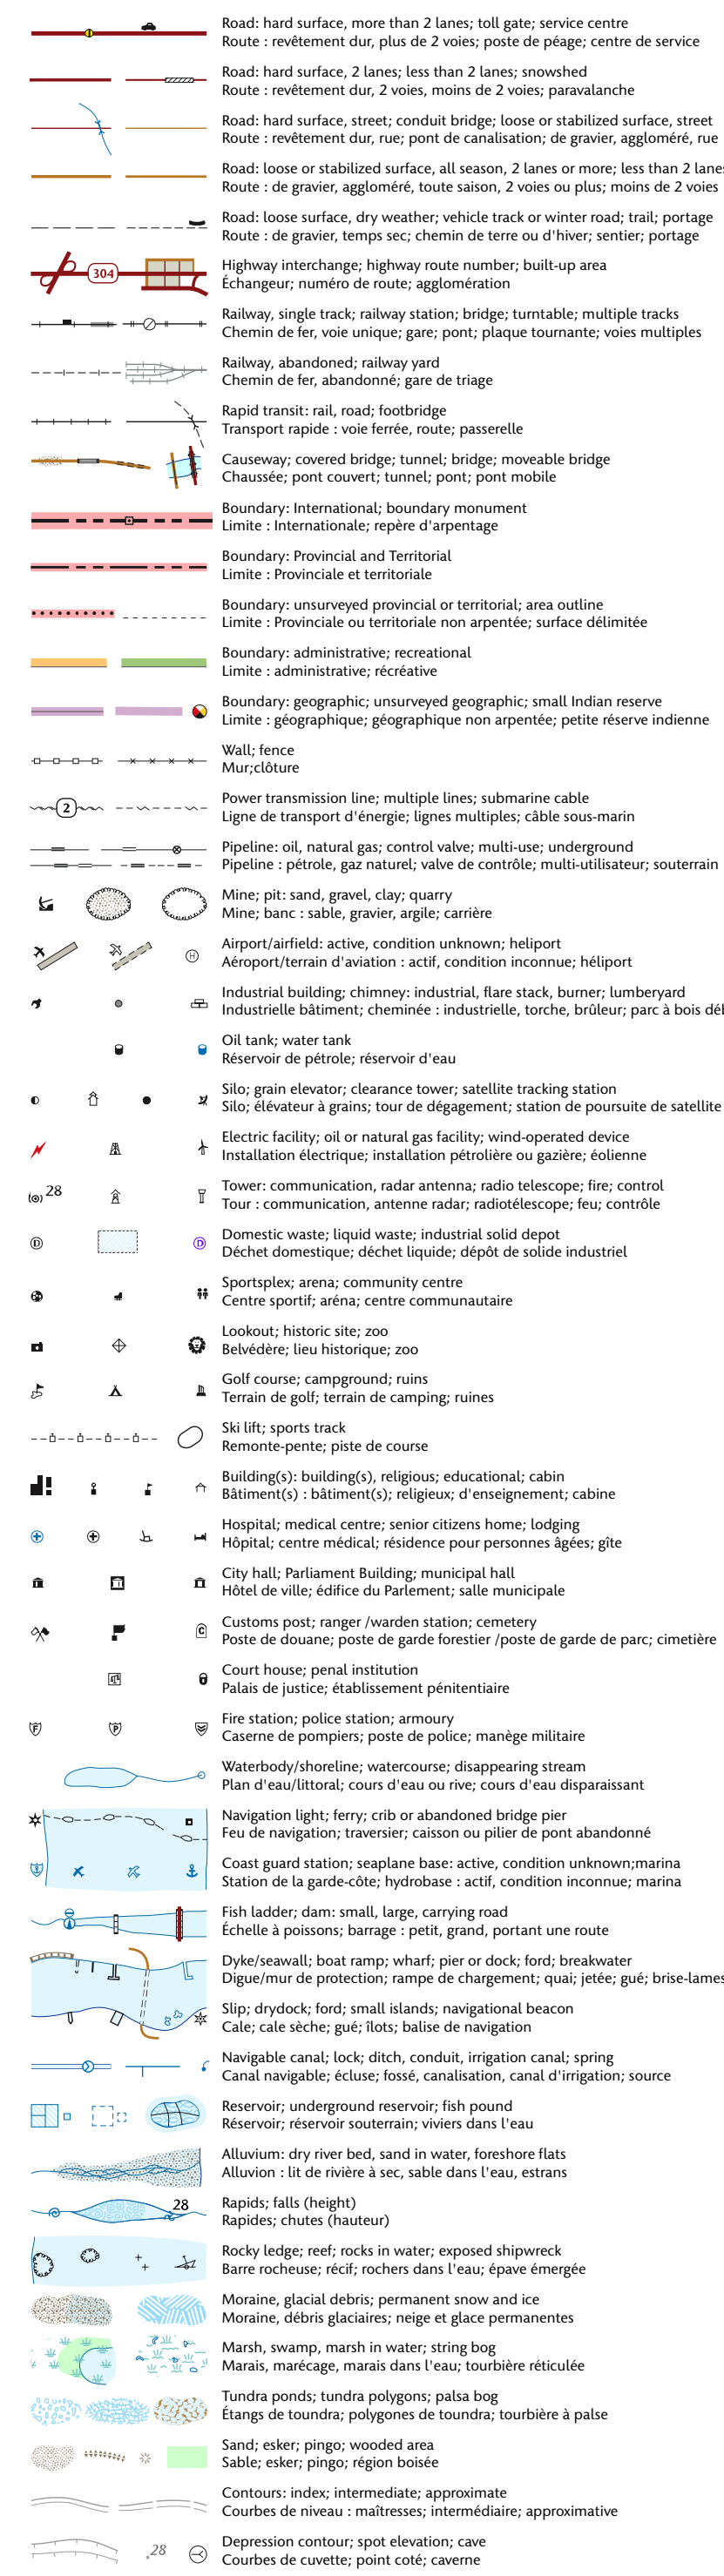 Road: hard surface, more than 2 lanes; toll gate; service centre
Route : revêtement dur, plus de 2 voies; poste de péage; centre de service
Road: hard surface, 2 lanes; less than 2 lanes; snowshed
Route : revêtement dur, 2 voies, moins de 2 voies; paravalanche
Road: hard surface, street; conduit bridge; loose or stabilized surface, street
Route : revêtement dur, rue; pont de canalisation; de gravier, aggloméré, rue
Road: loose or stabilized surface, all season, 2 lanes or more; less than 2 lanes
Route : de gravier, aggloméré, toute saison, 2 voies ou plus; moins de 2 voies
Road: loose surface, dry weather; vehicle track or winter road; trail; portage
Route : de gravier, temps sec; chemin de terre ou d'hiver; sentier; portage
304
Highway interchange; highway route number; built-up area
Échangeur; numéro de route; agglomération
Railway, single track; railway station; bridge; turntable; multiple tracks
Chemin de fer, voie unique; gare; pont; plaque tournante; voies multiples
Railway, abandoned; railway yard
Chemin de fer, abandonné; gare de triage
Rapid transit: rail, road; footbridge
Transport rapide : voie ferrée, route; passerelle
Causeway; covered bridge; tunnel; bridge; moveable bridge
Chaussée; pont couvert; tunnel; pont; pont mobile
Boundary: International; boundary monument
Limite : Internationale; repère d'arpentage
Boundary: Provincial and Territorial
Limite : Provinciale et territoriale
Boundary: unsurveyed provincial or territorial; area outline
Limite : Provinciale ou territoriale non arpentée; surface délimitée
Boundary: administrative; recreational
Limite : administrative; récréative
Boundary: geographic; unsurveyed geographic; small Indian reserve
Limite : géographique; géographique non arpentée; petite réserve indienne
Wall; fence
Mur;clôture
2
Power transmission line; multiple lines; submarine cable
Ligne de transport d'énergie; lignes multiples; câble sous-marin
Pipeline: oil, natural gas; control valve; multi-use; underground
Pipeline : pétrole, gaz naturel; valve de contrôle; multi-utilisateur; souterrain
Mine; pit: sand, gravel, clay; quarry
Mine; banc : sable, gravier, argile; carrière
H
Airport/airfield: active, condition unknown; heliport
Aéroport/terrain d'aviation : actif, condition inconnue; héliport
Industrial building; chimney: industrial, flare stack, burner; lumberyard
Industrielle bâtiment; cheminée : industrielle, torche, brûleur; parc à bois
Oil tank; water tank
Réservoir de pétrole; réservoir d'eau
Silo; grain elevator; clearance tower; satellite tracking station
Silo; élévateur à grains; tour de dégagement; station de poursuite de satellite
Electric facility; oil or natural gas facility; wind-operated device
Installation électrique; installation pétrolière ou gazière; éolienne
28
Tower: communication, radar antenna; radio telescope; fire; control
Tour : communication, antenne radar; radiotélescope; feu; contrôle
D D
Domestic waste; liquid waste; industrial solid depot
Déchet domestique; déchet liquide; dépôt de solide industriel
Sportsplex; arena; community centre
Centre sportif; aréna; centre communautaire
Lookout; historic site; zoo
Belvédère; lieu historique; zoo
Golf course; campground; ruins
Terrain de golf; terrain de camping; ruines
Ski lift; sports track
Remonte-pente; piste de course
Building(s): building(s), religious; educational; cabin
Bâtiment(s) : bâtiment(s); religieux; d'enseignement; cabine
Hospital; medical centre; senior citizens home; lodging
Hôpital; centre médical; résidence pour personnes âgées; gîte
City hall; Parliament Building; municipal hall
Hôtel de ville; édifice du Parlement; salle municipale
C
Customs post; ranger /warden station; cemetery
Poste de douane; poste de garde forestier /poste de garde de parc; cimetière
Court house; penal institution
Palais de justice; établissement pénitentiaire
F P
Fire station; police station; armoury
Caserne de pompiers; poste de police; manège militaire
Waterbody/shoreline; watercourse; disappearing stream
Plan d'eau/littoral; cours d'eau ou rive; cours d'eau disparaissant
Navigation light; ferry; crib or abandoned bridge pier
Feu de navigation; traversier; caisson ou pilier de pont abandonné
Coast guard station; seaplane base: active, condition unknown;marina
Station de la garde-côte; hydrobase : actif, condition inconnue; marina
Fish ladder; dam: small, large, carrying road
Échelle à poissons; barrage : petit, grand, portant une route
Dyke/seawall; boat ramp; wharf; pier or dock; ford; breakwater
Digue/mur de protection; rampe de chargement; quai; jetée; gué; brise-lames
Slip; drydock; ford; small islands; navigational beacon
Cale; cale sèche; gué; îlots; balise de navigation
Navigable canal; lock; ditch, conduit, irrigation canal; spring
Canal navigable; écluse; fossé, canalisation, canal d'irrigation; source
Reservoir; underground reservoir; fish pound
Réservoir; réservoir souterrain; viviers dans l'eau
Alluvium: dry river bed, sand in water, foreshore flats
Alluvion : lit de rivière à sec, sable dans l'eau, estrans
28
Rapids; falls (height)
Rapides; chutes (hauteur)
Rocky ledge; reef; rocks in water; exposed shipwreck
Barre rocheuse; récif; rochers dans l'eau; épave émergée
Moraine, glacial debris; permanent snow and ice
Moraine, débris glaciaires; neige et glace permanentes
Marsh, swamp, marsh in water; string bog
Marais, marécage, marais dans l'eau; tourbière réticulée
Tundra ponds; tundra polygons; palsa bog
Étangs de toundra; polygones de toundra; tourbière à palse
Sand; esker; pingo; wooded area
Sable; esker; pingo; région boisée
Contours: index; intermediate; approximate
Courbes de niveau : maîtresses; intermédiaire; approximative
.28
Depression contour; spot elevation; cave
Courbes de cuvette; point coté; caverne